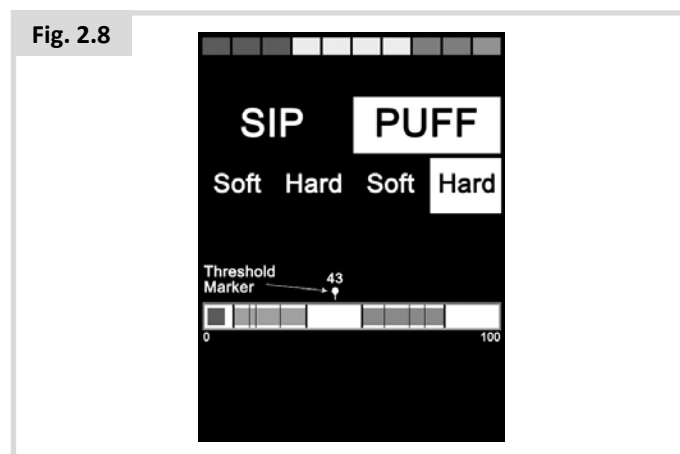 Fig. 2.8
SIP PUFF
Soft Hard Soft Hard
Threshold
Marker
43
0 100